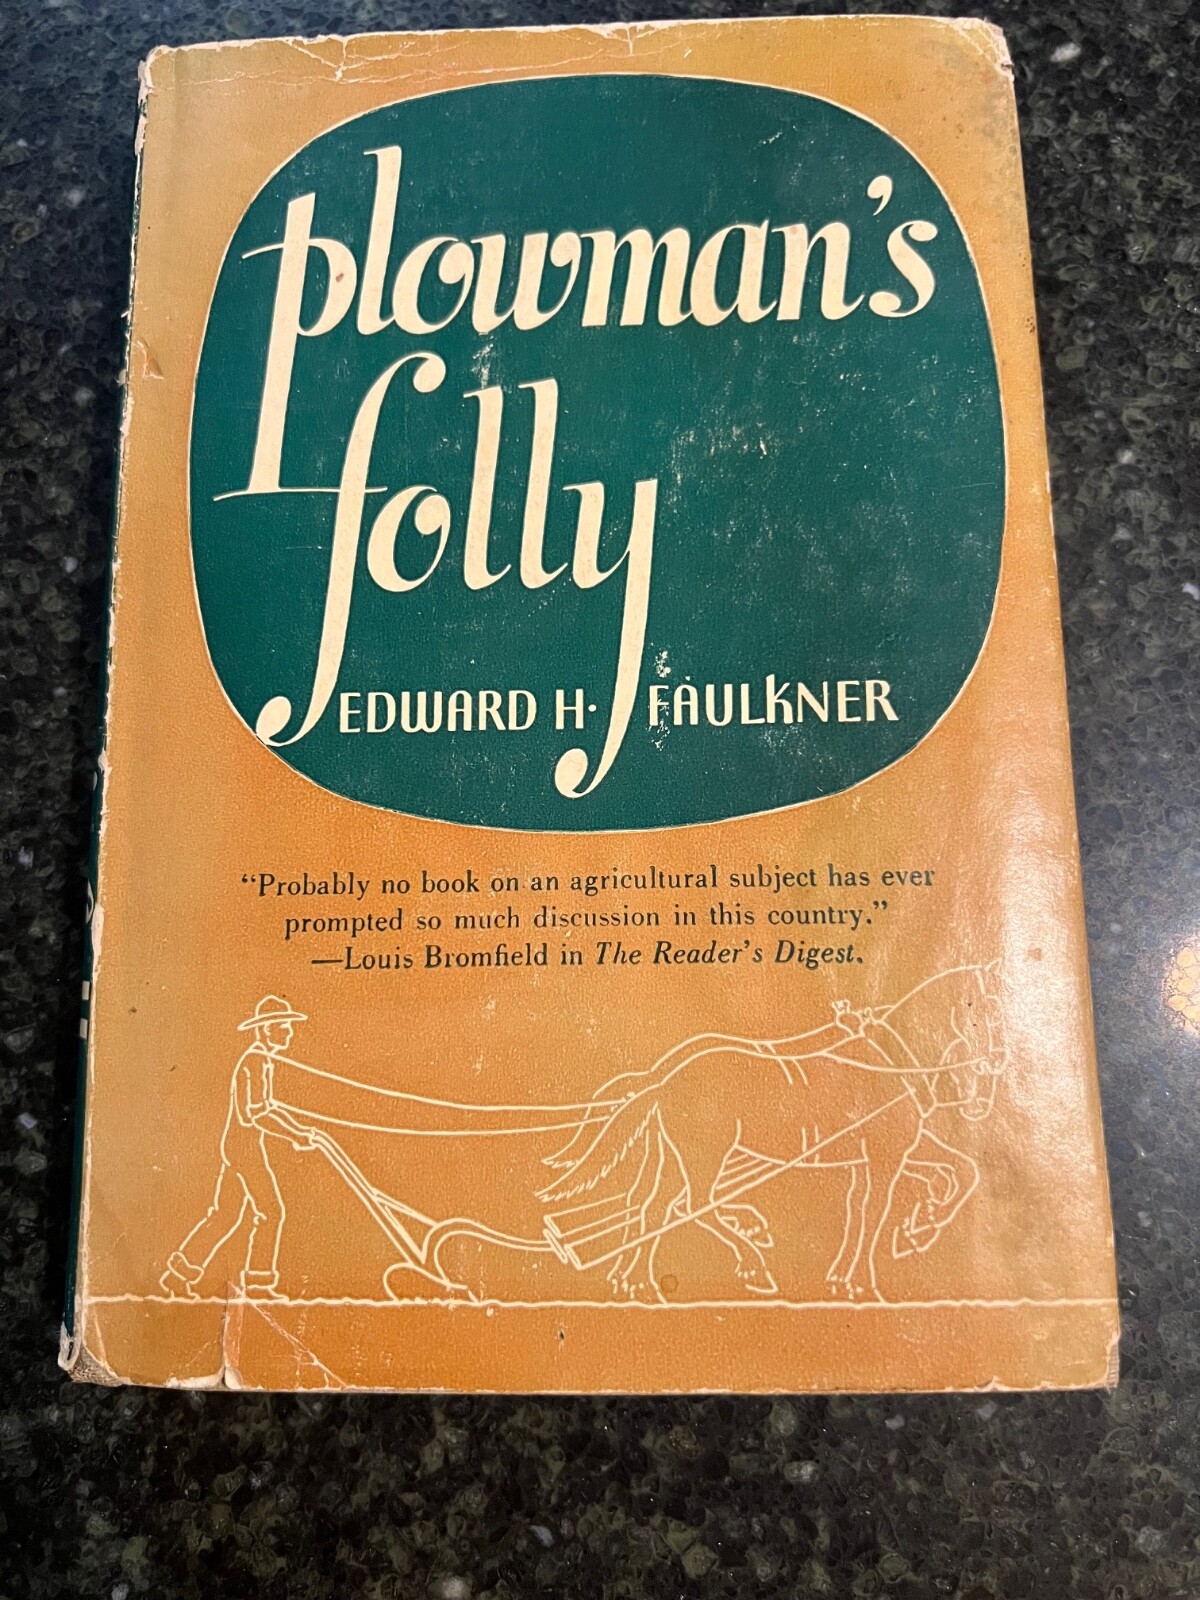 plowman's
folly
EDWARD H. FAULKNER
“Probably no book on an agricultural subject has ever
prompted so much discussion in this country.”
—Louis Bromfield in The Reader's Digest.